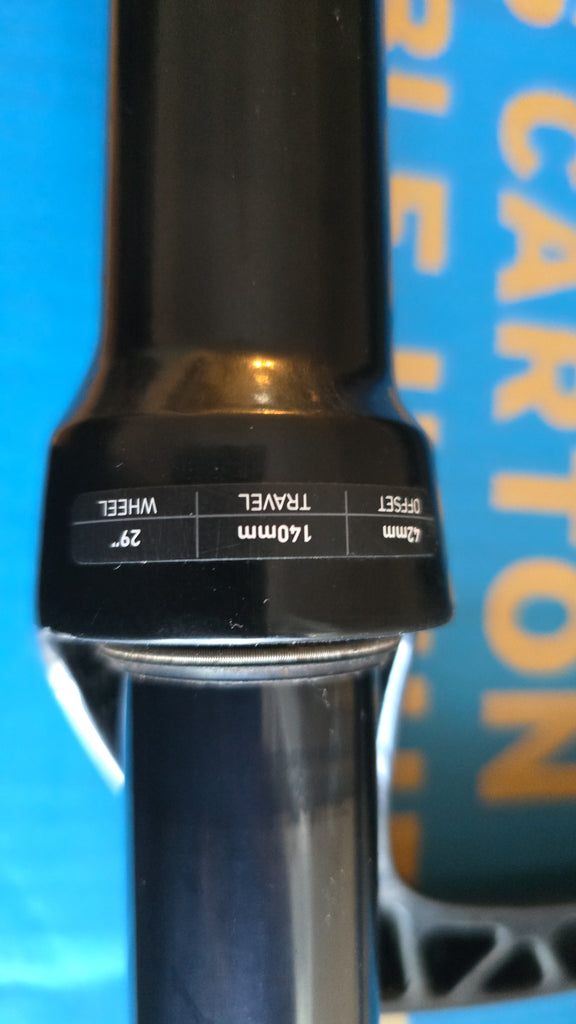 42mm 140mm 29"
OFFSET TRAVEL WHEEL
CARTON